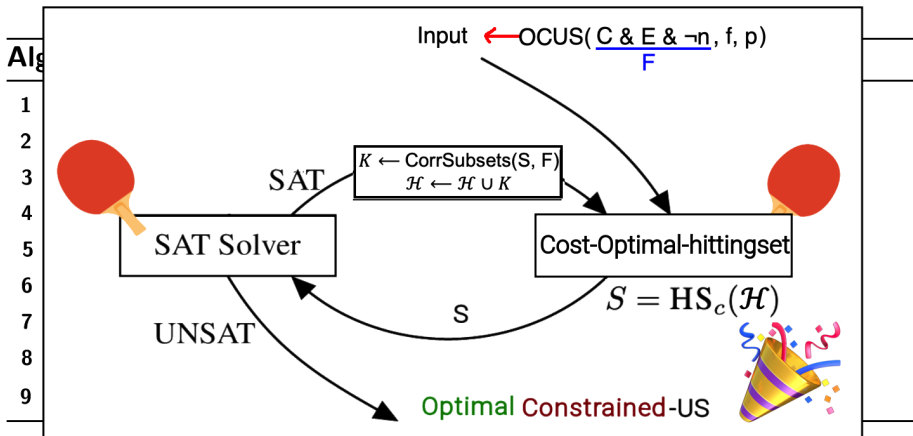 Input ← OCUS( C & E & ¬n , f, p)
F
Alg
1
2
3
4
5
6
7
8
9
K ← CorrSubsets(S, F)
ℋ ← ℋ ∪ K
SAT
SAT Solver
Cost-Optimal-hittingset
S = HS_c(ℋ)
S
UNSAT
Optimal Constrained-US